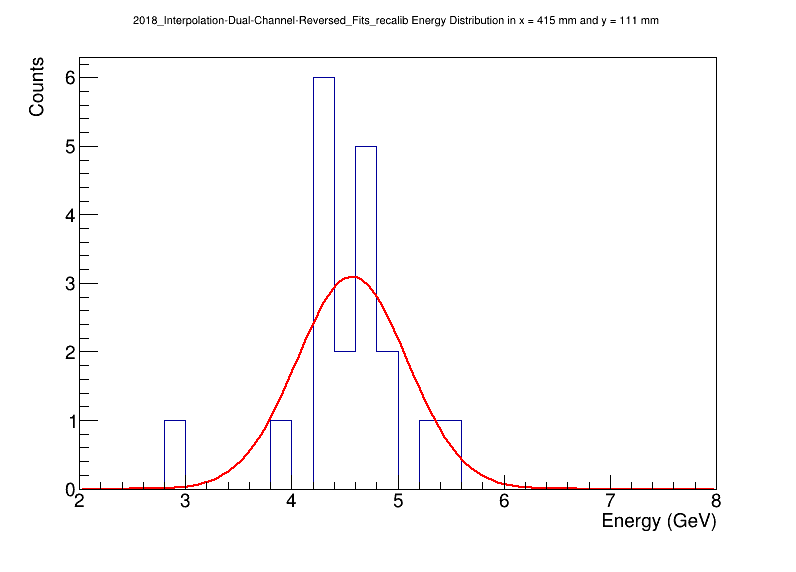 2018_Interpolation-Dual-Channel-Reversed_Fits_recalib Energy Distribution in x = 415 mm and y = 111 mm
Counts
6
5
4
3
2
1
0
2 3 4 5 6 7 8
Energy (GeV)